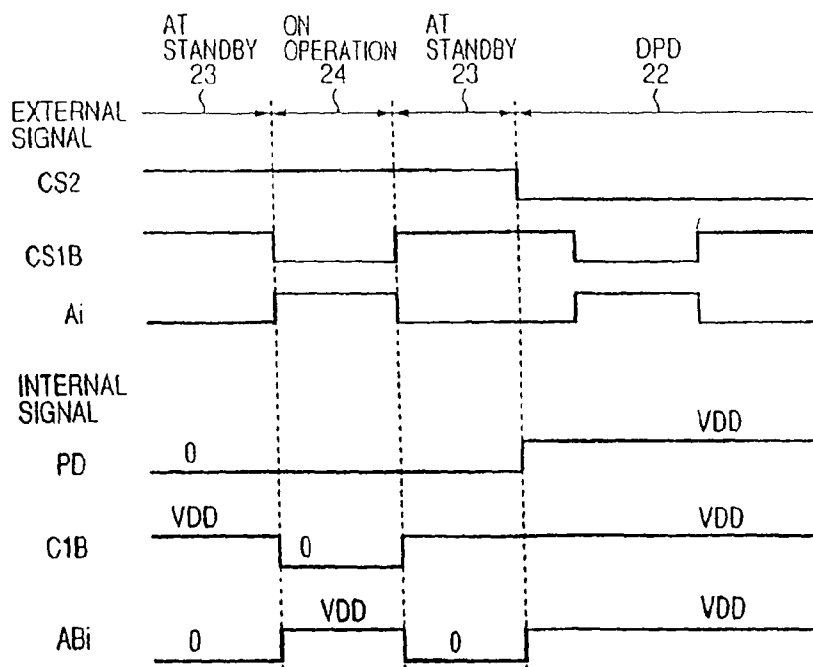 AT
STANDBY
23
ON
OPERATION
24
AT
STANDBY
23
DPD
22
EXTERNAL
SIGNAL
CS2
CS1B
Ai
INTERNAL
SIGNAL
PD
0
VDD
C1B
VDD
0
VDD
ABi
0
VDD
0
VDD